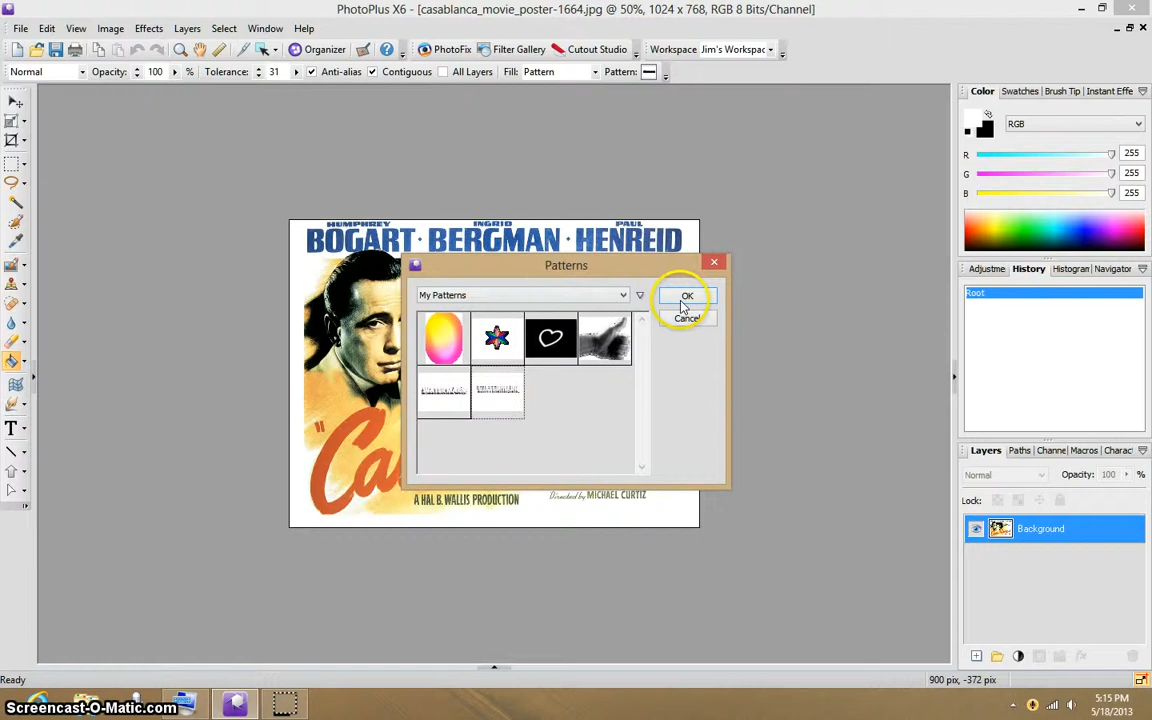 PhotoPlus X6 - [casablanca_movie_poster-1664.jpg @ 50%, 1024 x 768, RGB 8 Bits/Channel]
File Edit View Image Effects Layers Select Window Help
Organizer PhotoFix Filter Gallery Cutout Studio Workspace Jim's Workspac
Normal Opacity: 100 % Tolerance: 31 Anti-alias Contiguous All Layers Fill: Pattern Pattern:
Color Swatches Brush Tip Instant Effe
RGB
R 255
G 255
B 255
HUMPHREY INGRID PAUL
BOGART · BERGMAN · HENREID
Patterns
My Patterns OK
Cancel
Adjustme History Histogram Navigator
Root
"Ca
A HAL B. WALLIS PRODUCTION Directed by MICHAEL CURTIZ
Layers Paths Channe Macros Charac
Normal Opacity: 100 %
Lock:
Background
T
Ready 900 pix, -372 pix
Screencast-O-Matic.com
5:15 PM
5/18/2013